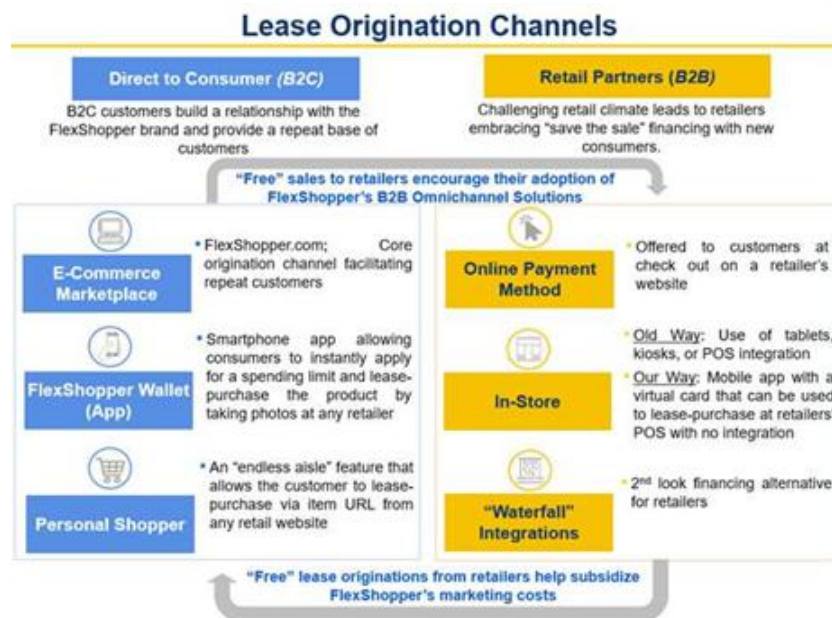 Lease Origination Channels
Direct to Consumer (B2C)
B2C customers build a relationship with the
FlexShopper brand and provide a repeat base of
customers
Retail Partners (B2B)
Challenging retail climate leads to retailers
embracing "save the sale" financing with new
consumers.
"Free" sales to retailers encourage their adoption of
FlexShopper's B2B Omnichannel Solutions
E-Commerce
Marketplace
• FlexShopper.com; Core
origination channel facilitating
repeat customers
FlexShopper Wallet
(App)
• Smartphone app allowing
consumers to instantly apply
for a spending limit and lease-
purchase the product by
taking photos at any retailer
Personal Shopper
• An "endless aisle" feature that
allows the customer to lease-
purchase via item URL from
any retail website
Online Payment
Method
• Offered to customers at
check out on a retailer's
website
In-Store
• Old Way: Use of tablets,
kiosks, or POS integration
• Our Way: Mobile app with a
virtual card that can be used
to lease-purchase at retailers'
POS with no integration
"Waterfall"
Integrations
• 2nd look financing alternative
for retailers
"Free" lease originations from retailers help subsidize
FlexShopper's marketing costs